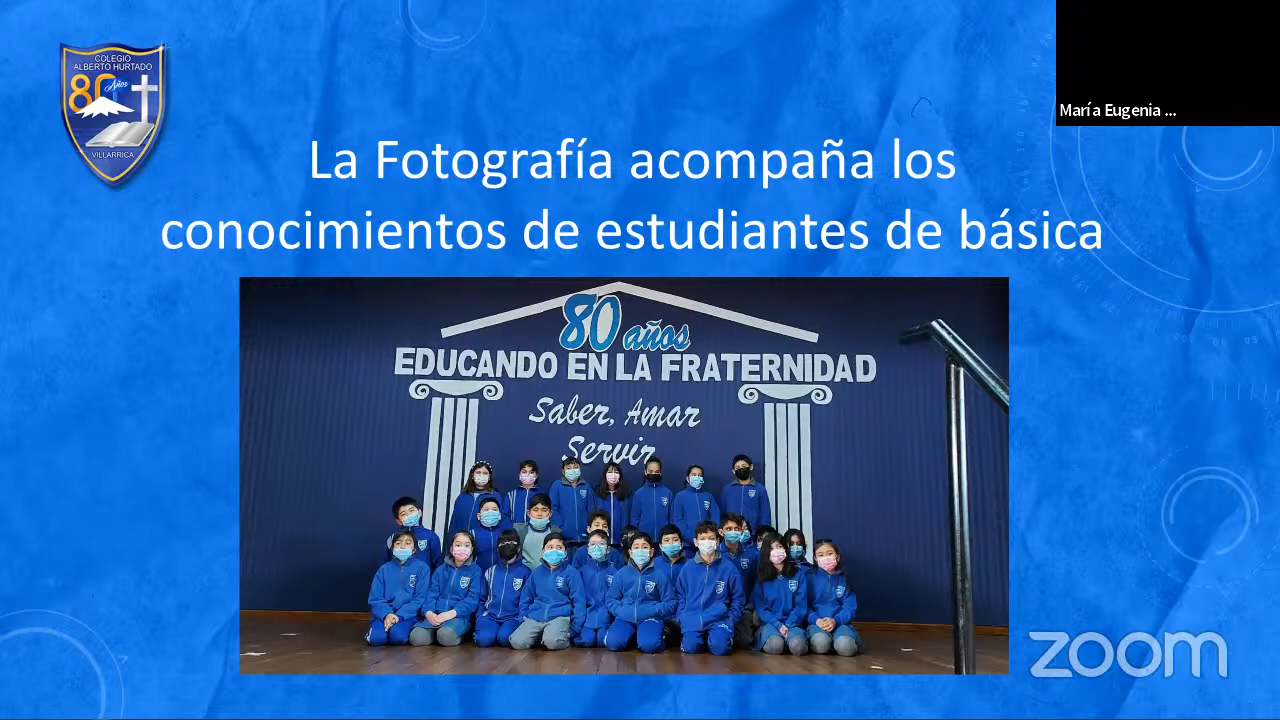 COLEGIO
ALBERTO HURTADO
80 Años
VILLARRICA
María Eugenia ...
La Fotografía acompaña los
conocimientos de estudiantes de básica
80 años
EDUCANDO EN LA FRATERNIDAD
Saber, Amar
Servir
zoom